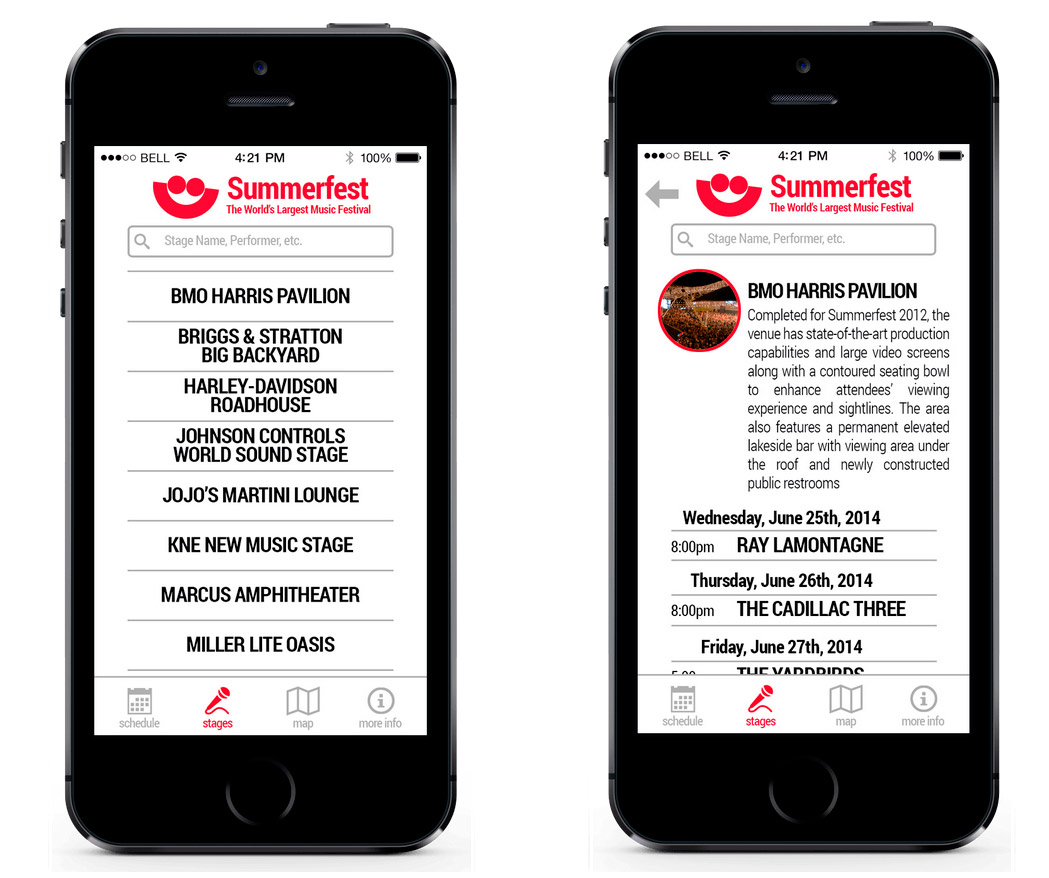 BELL 4:21 PM 100%
Summerfest
The World's Largest Music Festival
Stage Name, Performer, etc.
BMO HARRIS PAVILION
BRIGGS & STRATTON
BIG BACKYARD
HARLEY-DAVIDSON
ROADHOUSE
JOHNSON CONTROLS
WORLD SOUND STAGE
JOJO'S MARTINI LOUNGE
KNE NEW MUSIC STAGE
MARCUS AMPHITHEATER
MILLER LITE OASIS
schedule stages map more info
BELL 4:21 PM 100%
Summerfest
The World's Largest Music Festival
Stage Name, Performer, etc.
BMO HARRIS PAVILION
Completed for Summerfest 2012, the
venue has state-of-the-art production
capabilities and large video screens
along with a contoured seating bowl
to enhance attendees' viewing
experience and sightlines. The area
also features a permanent elevated
lakeside bar with viewing area under
the roof and newly constructed
public restrooms
Wednesday, June 25th, 2014
8:00pm RAY LAMONTAGNE
Thursday, June 26th, 2014
8:00pm THE CADILLAC THREE
Friday, June 27th, 2014
THE YARDBIRDS
schedule stages map more info